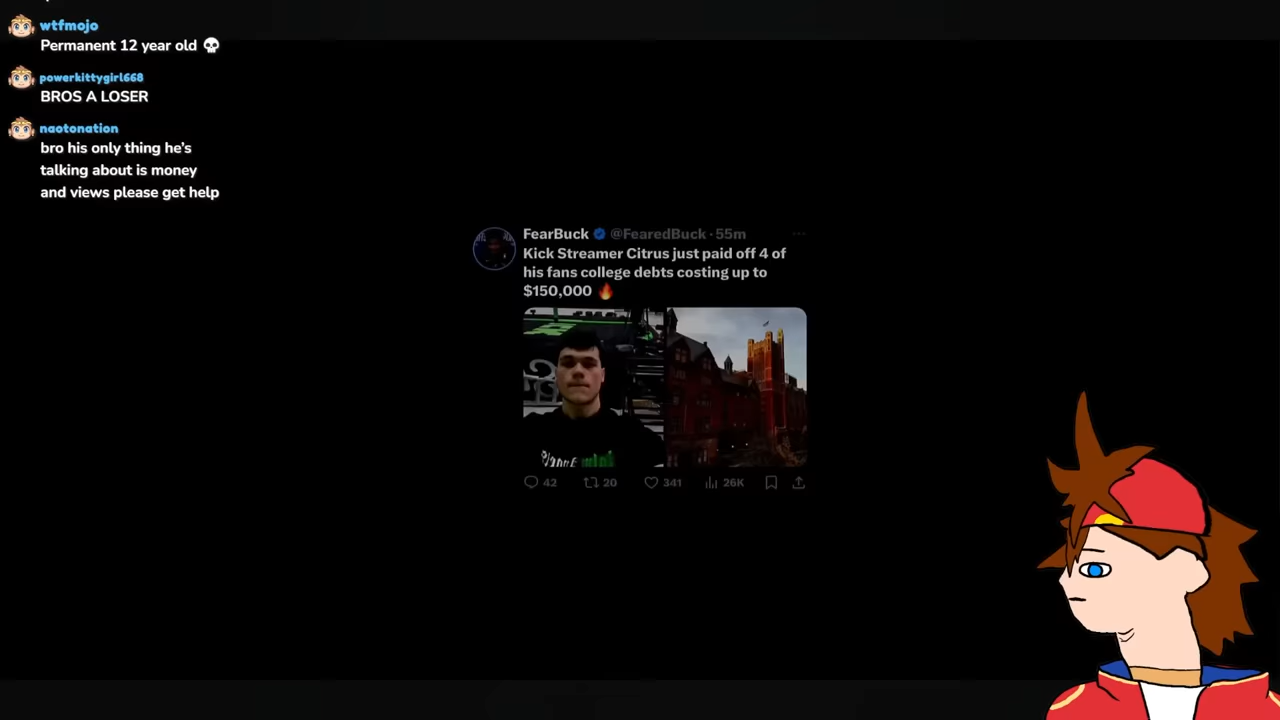 wtfmojo
Permanent 12 year old 💀
powerkittygirl668
BROS A LOSER
naotonation
bro his only thing he's
talking about is money
and views please get help
FearBuck @FearedBuck · 55m
Kick Streamer Citrus just paid off 4 of
his fans college debts costing up to
$150,000 🔥
42 20 341 26K